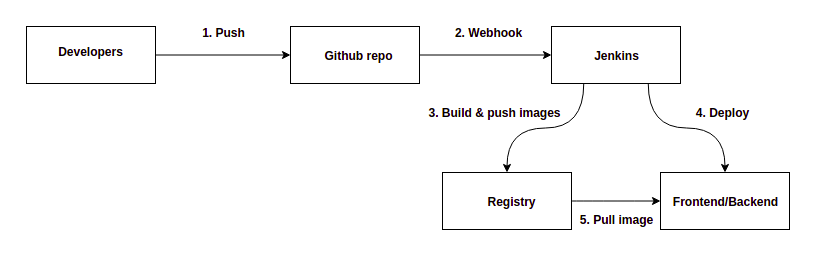 1. Push
2. Webhook
Developers
Github repo
Jenkins
3. Build & push images
4. Deploy
Registry
Frontend/Backend
5. Pull image